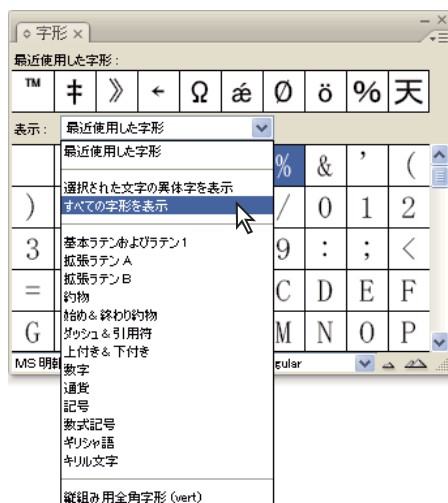 字形
最近使用した字形：
™ ‡ 》 ← Ω ǽ Ø ö % 天
表示： 最近使用した字形
最近使用した字形
選択された文字の異体字を表示
すべての字形を表示
基本ラテンおよびラテン1
拡張ラテン A
拡張ラテン B
約物
始め & 終わり約物
ダッシュ & 引用符
上付き & 下付き
数字
通貨
記号
数式記号
ギリシャ語
キリル文字
縦組み用全角字形 (vert)
% & ’ (
) / 0 1 2
3 9 : ; <
= C D E F
G M N O P
MS 明